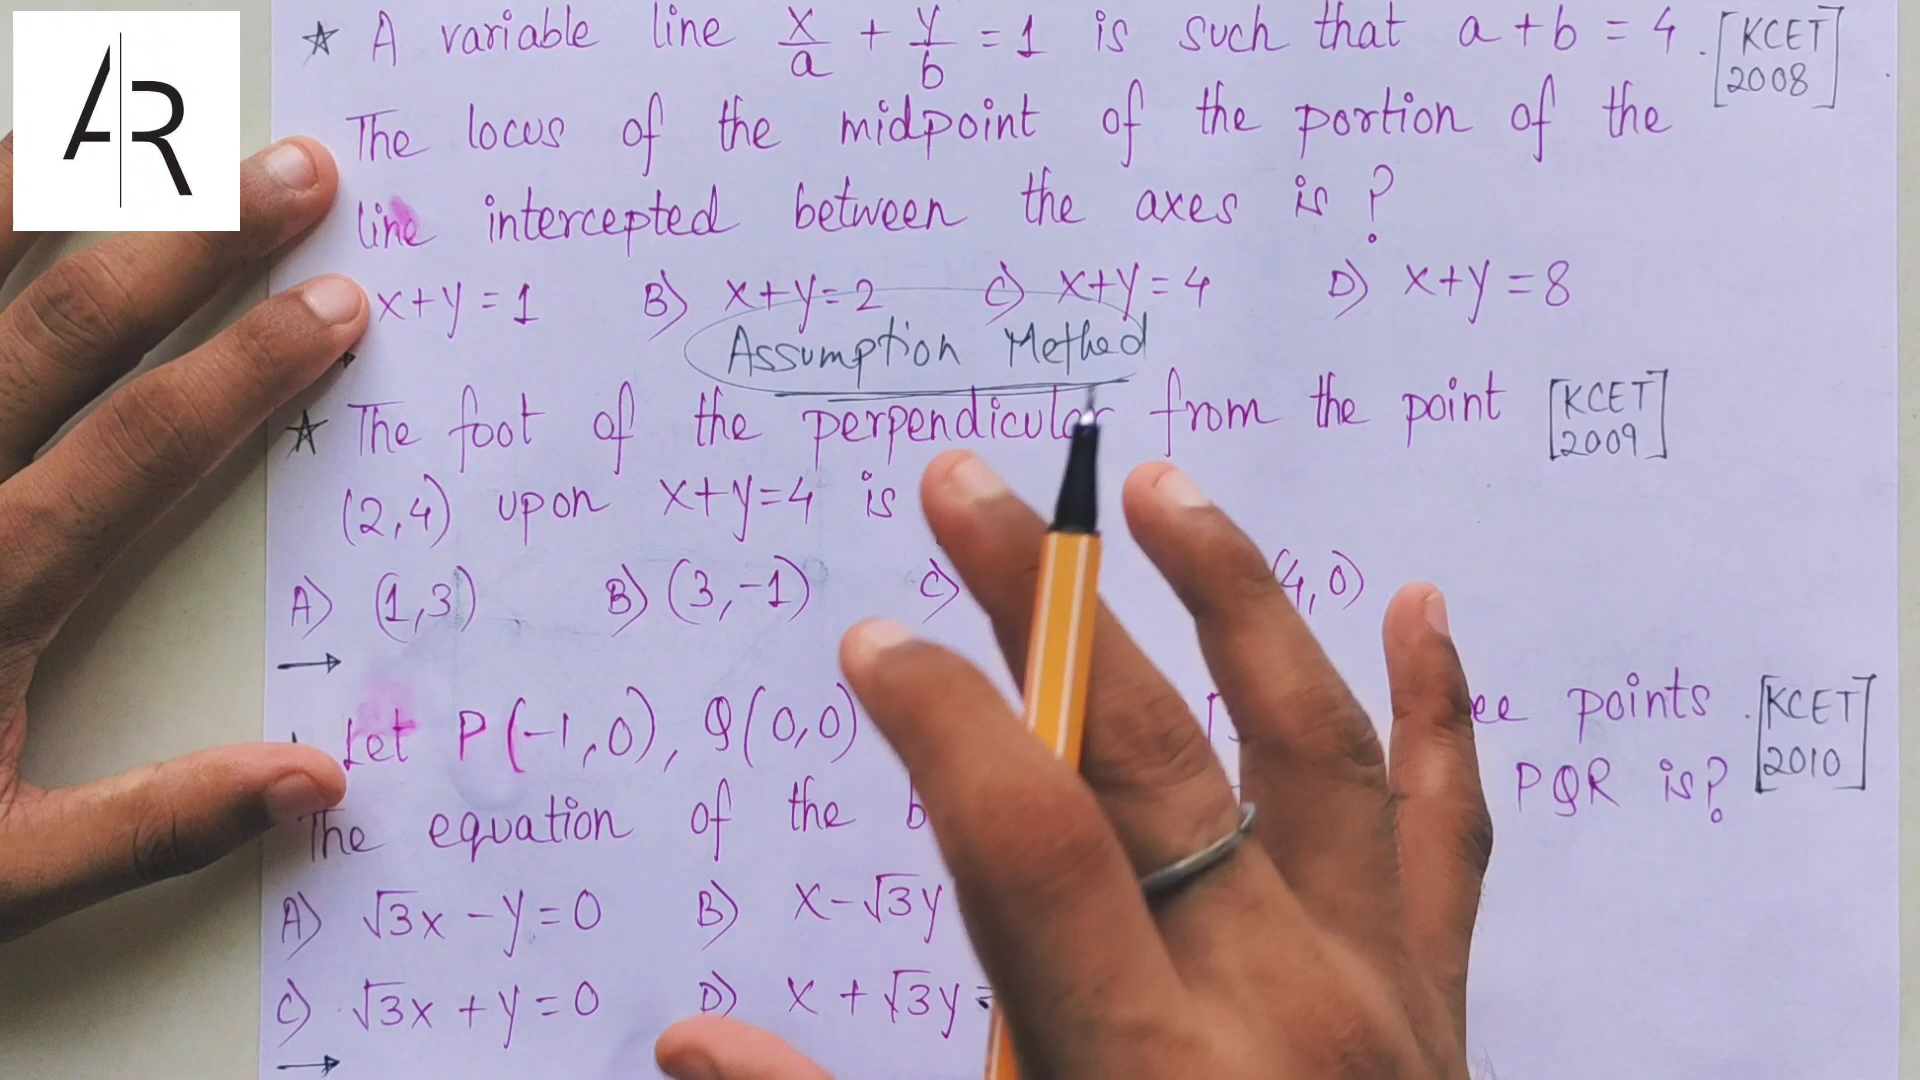 AR
A variable line x/a + y/b = 1 is such that a + b = 4. [KCET 2008]
The locus of the midpoint of the portion of the
line intercepted between the axes is ?
x+y=1 B) x+y=2 C) x+y=4 D) x+y=8
Assumption Method
The foot of the perpendicular from the point [KCET 2009]
(2,4) upon x+y=4 is
A) (1,3) B) (3,-1) C) (4,0)
Let P(-1,0), Q(0,0) points . [KCET 2010]
The equation of the PQR is?
A) √3x - y = 0 B) x-√3y
C) √3x + y = 0 D) x + √3y =